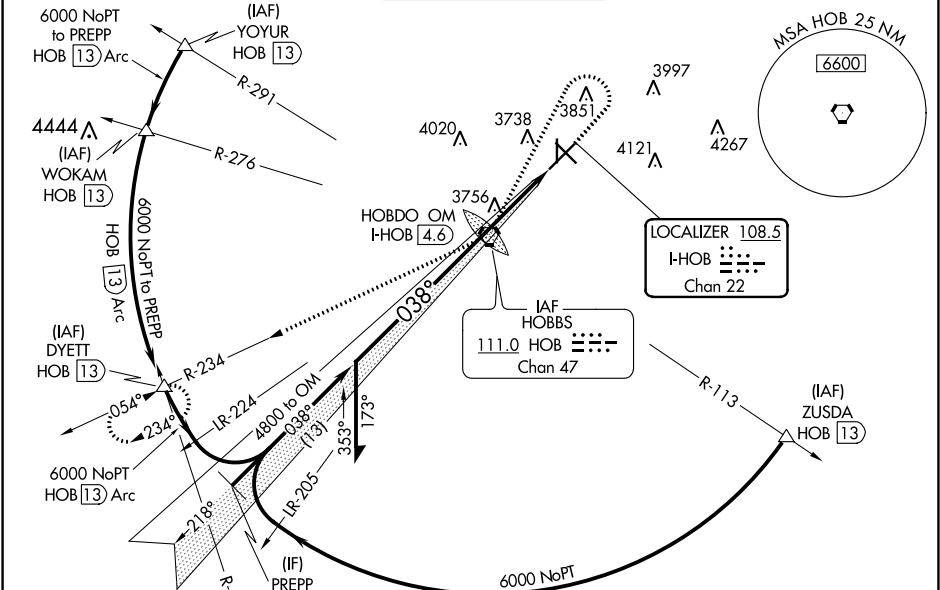 6000 NoPT
to PREPP
HOB 13 Arc
(IAF)
YOYUR
HOB 13
R-291
MSA HOB 25 NM
6600
4444
(IAF)
WOKAM
HOB 13
R-276
4020
3738
3851
3997
4121
4267
3756
HOBDO OM
I-HOB 4.6
LOCALIZER 108.5
I-HOB
Chan 22
6000 NoPT to PREPP
HOB 13 Arc
IAF
HOBBS
111.0 HOB
Chan 47
038°
(IAF)
DYETT
HOB 13
R-234
R-113
(IAF)
ZUSDA
HOB 13
054°
234°
LR-224
4800 to OM
038°
(13)
353°
173°
6000 NoPT
HOB 13 Arc
LR-205
218°
R-
(IF)
PREPP
6000 NoPT